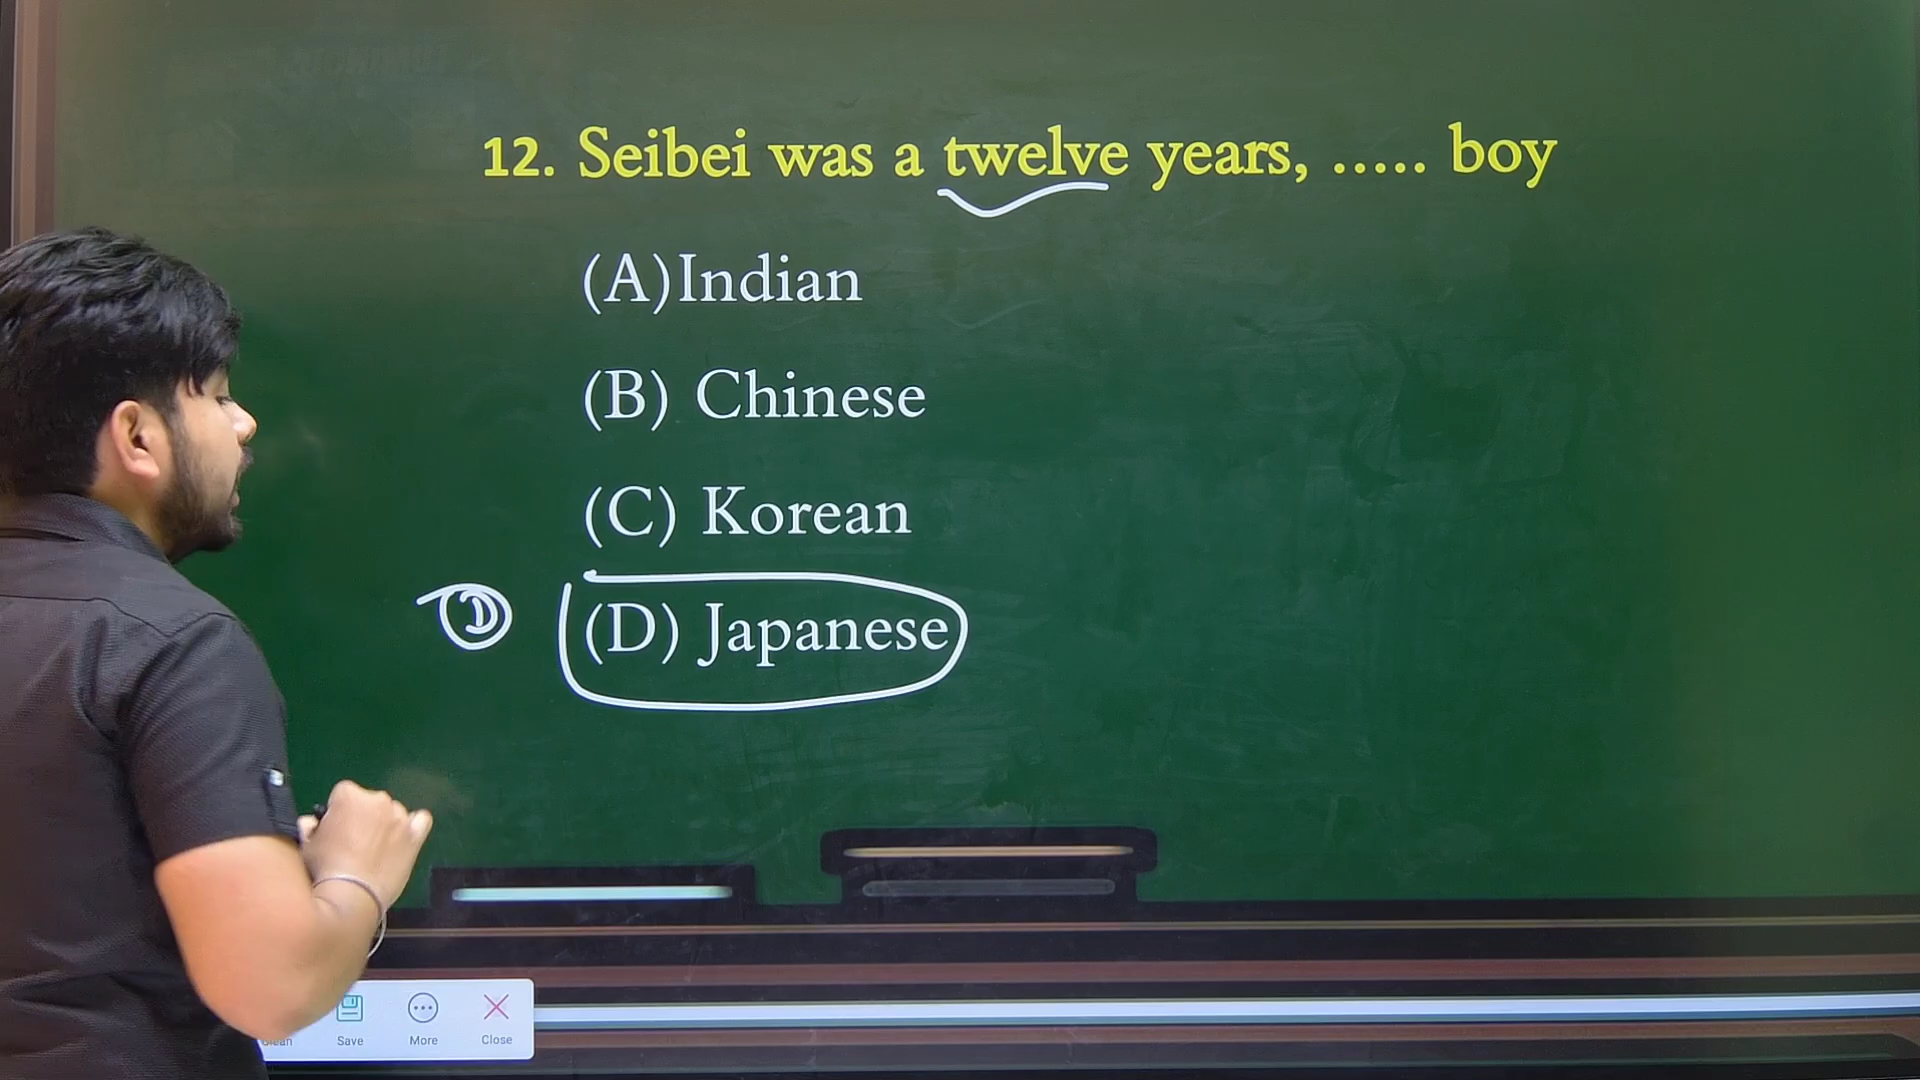 12. Seibei was a twelve years, ..... boy
(A)Indian
(B) Chinese
(C) Korean
D
(D) Japanese
Save
More
Close